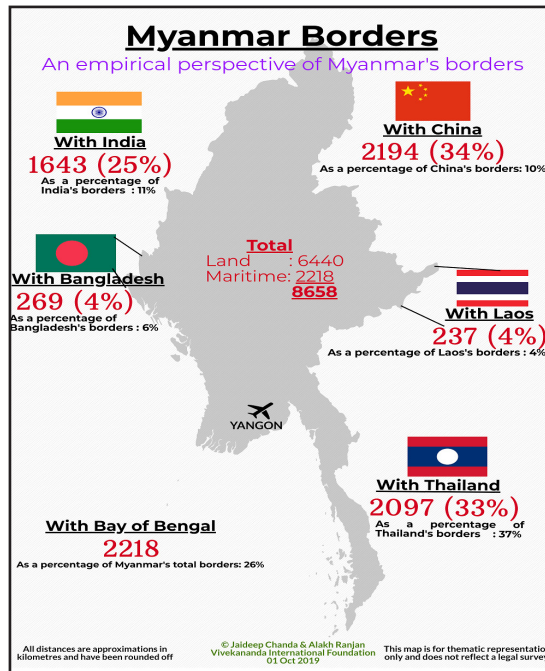 Myanmar Borders
An empirical perspective of Myanmar's borders
With India
1643 (25%)
As a percentage of
India's borders : 11%
With China
2194 (34%)
As a percentage of China's borders: 10%
Total
Land : 6440
Maritime: 2218
8658
With Bangladesh
269 (4%)
As a percentage of
Bangladesh's borders : 6%
With Laos
237 (4%)
As a percentage of Laos's borders : 4%
YANGON
With Thailand
2097 (33%)
As a percentage of
Thailand's borders : 37%
With Bay of Bengal
2218
As a percentage of Myanmar's total borders: 26%
All distances are approximations in
kilometres and have been rounded off
© Jaideep Chanda & Alakh Ranjan
Vivekananda International Foundation
01 Oct 2019
This map is for thematic representation
only and does not reflect a legal survey